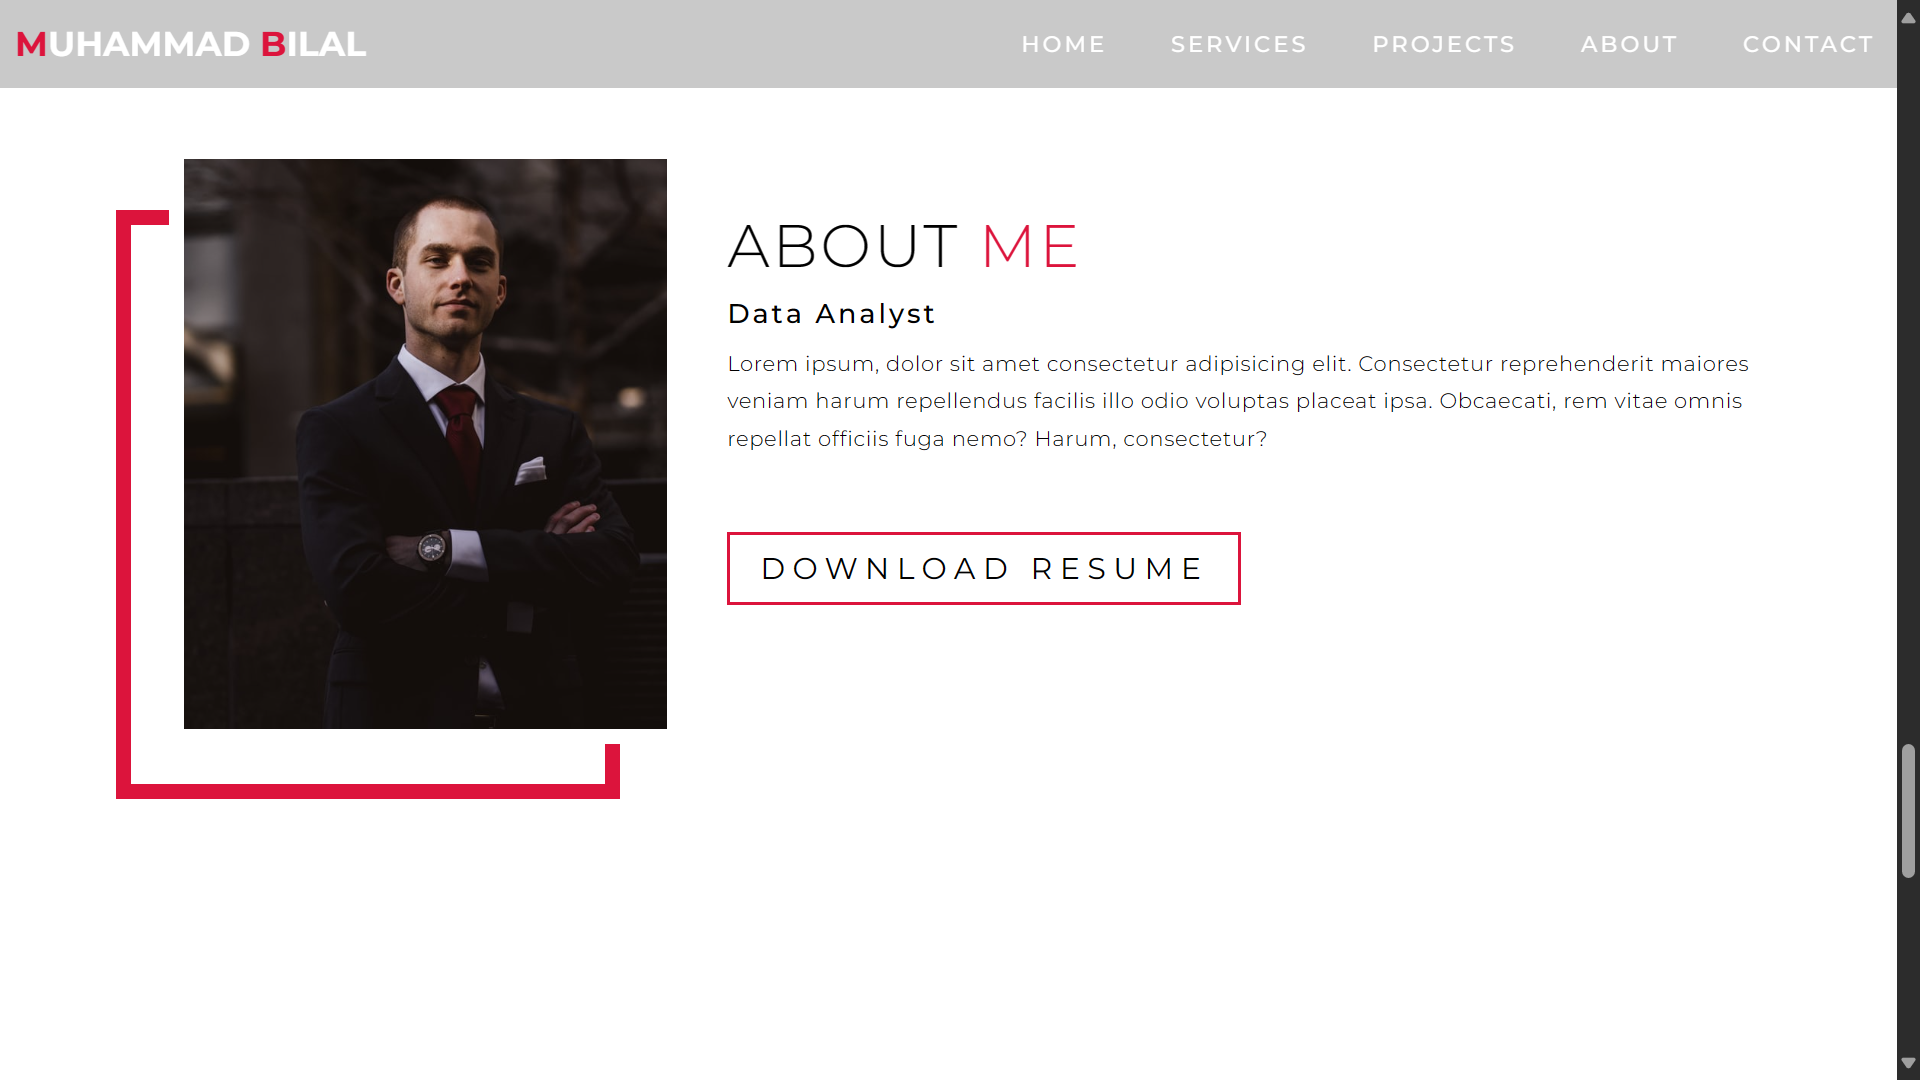 MUHAMMAD BILAL
HOME SERVICES PROJECTS ABOUT CONTACT
ABOUT ME
Data Analyst
Lorem ipsum, dolor sit amet consectetur adipisicing elit. Consectetur reprehenderit maiores
veniam harum repellendus facilis illo odio voluptas placeat ipsa. Obcaecati, rem vitae omnis
repellat officiis fuga nemo? Harum, consectetur?
DOWNLOAD RESUME